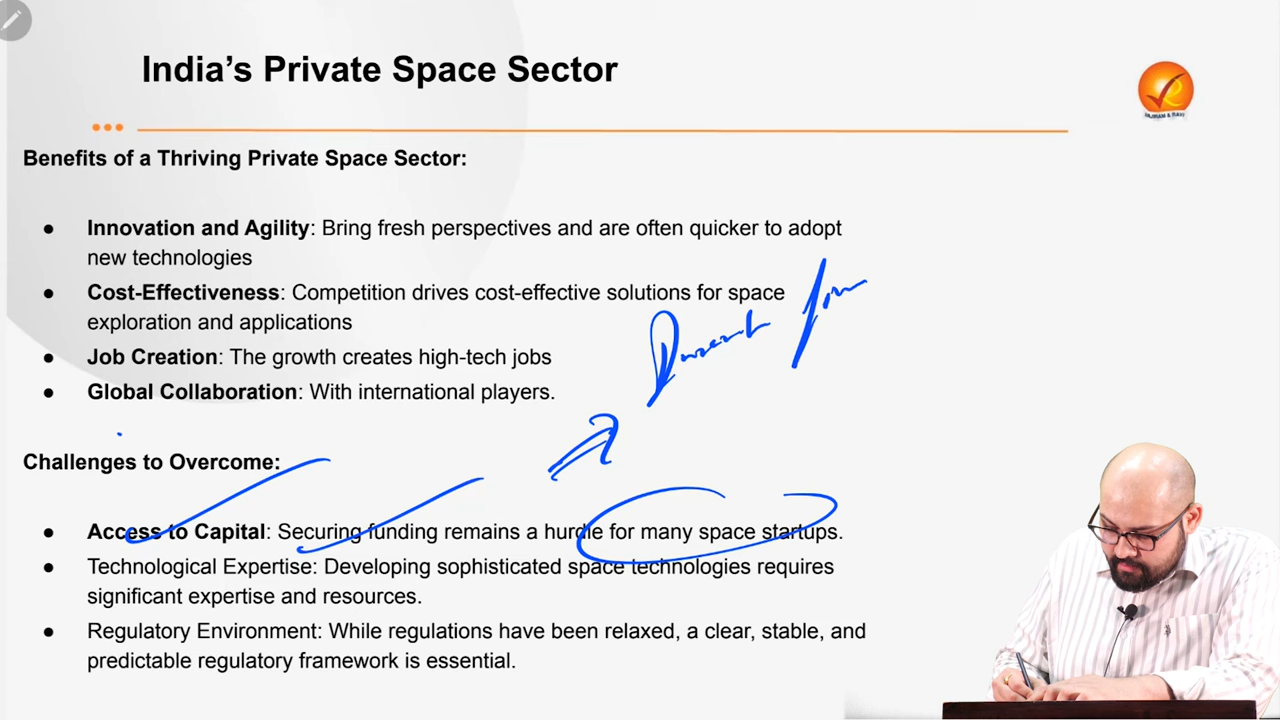 India’s Private Space Sector
VAJIRAM & RAVI
Benefits of a Thriving Private Space Sector:
● Innovation and Agility: Bring fresh perspectives and are often quicker to adopt
new technologies
● Cost-Effectiveness: Competition drives cost-effective solutions for space
exploration and applications
● Job Creation: The growth creates high-tech jobs
● Global Collaboration: With international players.
Challenges to Overcome:
● Access to Capital: Securing funding remains a hurdle for many space startups.
● Technological Expertise: Developing sophisticated space technologies requires
significant expertise and resources.
● Regulatory Environment: While regulations have been relaxed, a clear, stable, and
predictable regulatory framework is essential.